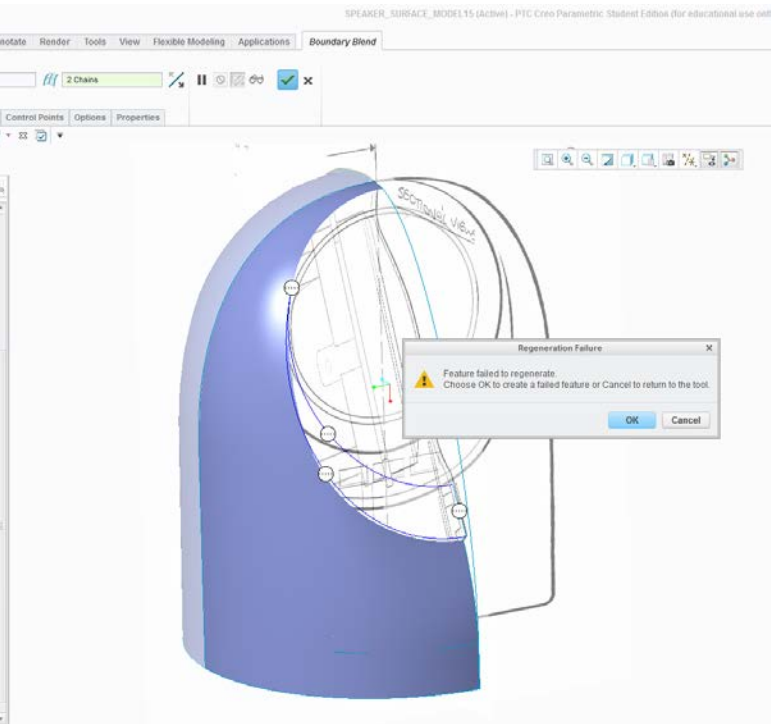 SPEAKER_SURFACE_MODEL15 (Active) - PTC Creo Parametric Student Edition (for educational use onl
notate Render Tools View Flexible Modeling Applications Boundary Blend
2 Chains
Control Points Options Properties
SECTIONAL VIEW
Regeneration Failure
Feature failed to regenerate.
Choose OK to create a failed feature or Cancel to return to the tool.
OK Cancel